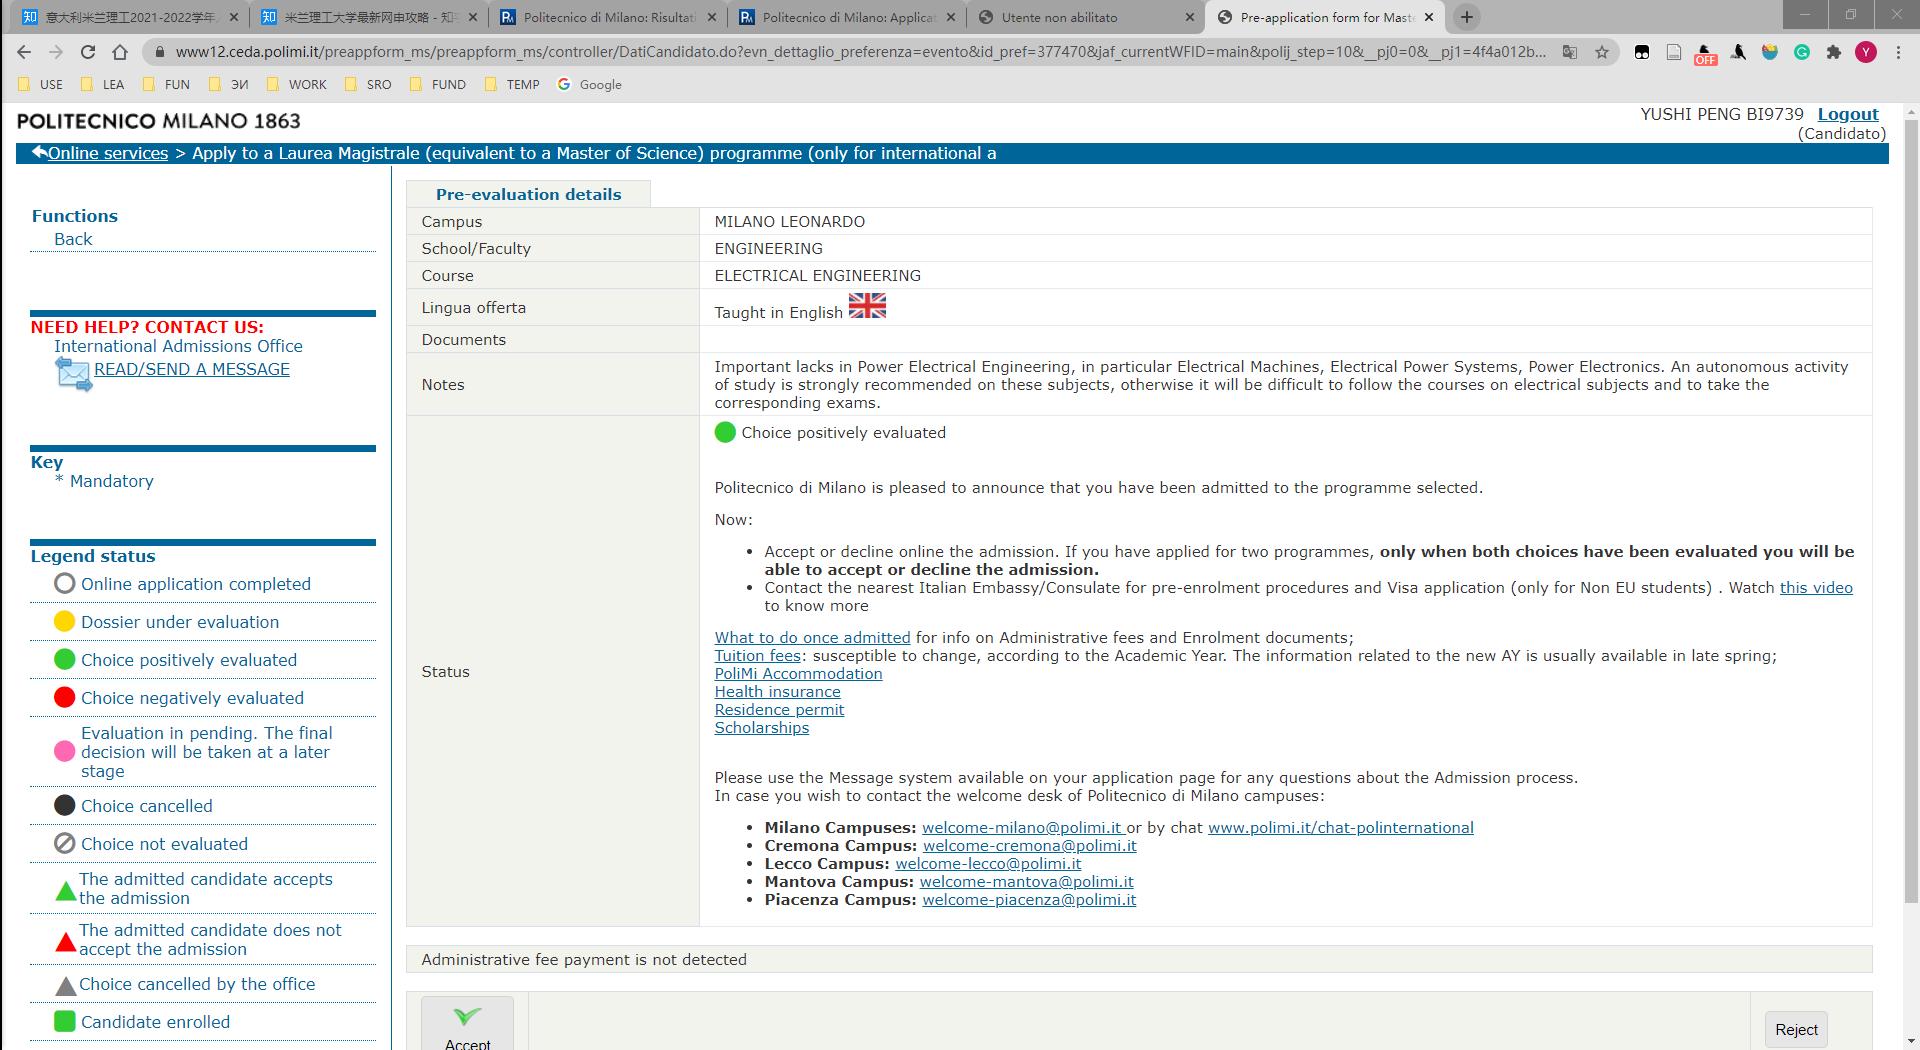 意大利米兰理工2021-2022学年
米兰理工大学最新网申攻略 - 知
Politecnico di Milano: Risultati
Politecnico di Milano: Applicat
Utente non abilitato
Pre-application form for Maste
www12.ceda.polimi.it/preappform_ms/preappform_ms/controller/DatiCandidato.do?evn_dettaglio_preferenza=evento&id_pref=377470&jaf_currentWFID=main&polij_step=10&__pj0=0&__pj1=4f4a012b...
OFF
Y
USE LEA FUN ЭИ WORK SRO FUND TEMP Google
POLITECNICO MILANO 1863
YUSHI PENG BI9739 Logout
(Candidato)
Online services > Apply to a Laurea Magistrale (equivalent to a Master of Science) programme (only for international a
Functions
Back
NEED HELP? CONTACT US:
International Admissions Office
READ/SEND A MESSAGE
Key
* Mandatory
Legend status
Online application completed
Dossier under evaluation
Choice positively evaluated
Choice negatively evaluated
Evaluation in pending. The final
decision will be taken at a later
stage
Choice cancelled
Choice not evaluated
The admitted candidate accepts
the admission
The admitted candidate does not
accept the admission
Choice cancelled by the office
Candidate enrolled
Pre-evaluation details
Campus MILANO LEONARDO
School/Faculty ENGINEERING
Course ELECTRICAL ENGINEERING
Lingua offerta Taught in English
Documents
Notes
Important lacks in Power Electrical Engineering, in particular Electrical Machines, Electrical Power Systems, Power Electronics. An autonomous activity
of study is strongly recommended on these subjects, otherwise it will be difficult to follow the courses on electrical subjects and to take the
corresponding exams.
Status
Choice positively evaluated
Politecnico di Milano is pleased to announce that you have been admitted to the programme selected.
Now:
• Accept or decline online the admission. If you have applied for two programmes, only when both choices have been evaluated you will be
able to accept or decline the admission.
• Contact the nearest Italian Embassy/Consulate for pre-enrolment procedures and Visa application (only for Non EU students) . Watch this video
to know more
What to do once admitted for info on Administrative fees and Enrolment documents;
Tuition fees: susceptible to change, according to the Academic Year. The information related to the new AY is usually available in late spring;
PoliMi Accommodation
Health insurance
Residence permit
Scholarships
Please use the Message system available on your application page for any questions about the Admission process.
In case you wish to contact the welcome desk of Politecnico di Milano campuses:
• Milano Campuses: welcome-milano@polimi.it or by chat www.polimi.it/chat-polinternational
• Cremona Campus: welcome-cremona@polimi.it
• Lecco Campus: welcome-lecco@polimi.it
• Mantova Campus: welcome-mantova@polimi.it
• Piacenza Campus: welcome-piacenza@polimi.it
Administrative fee payment is not detected
Accept
Reject